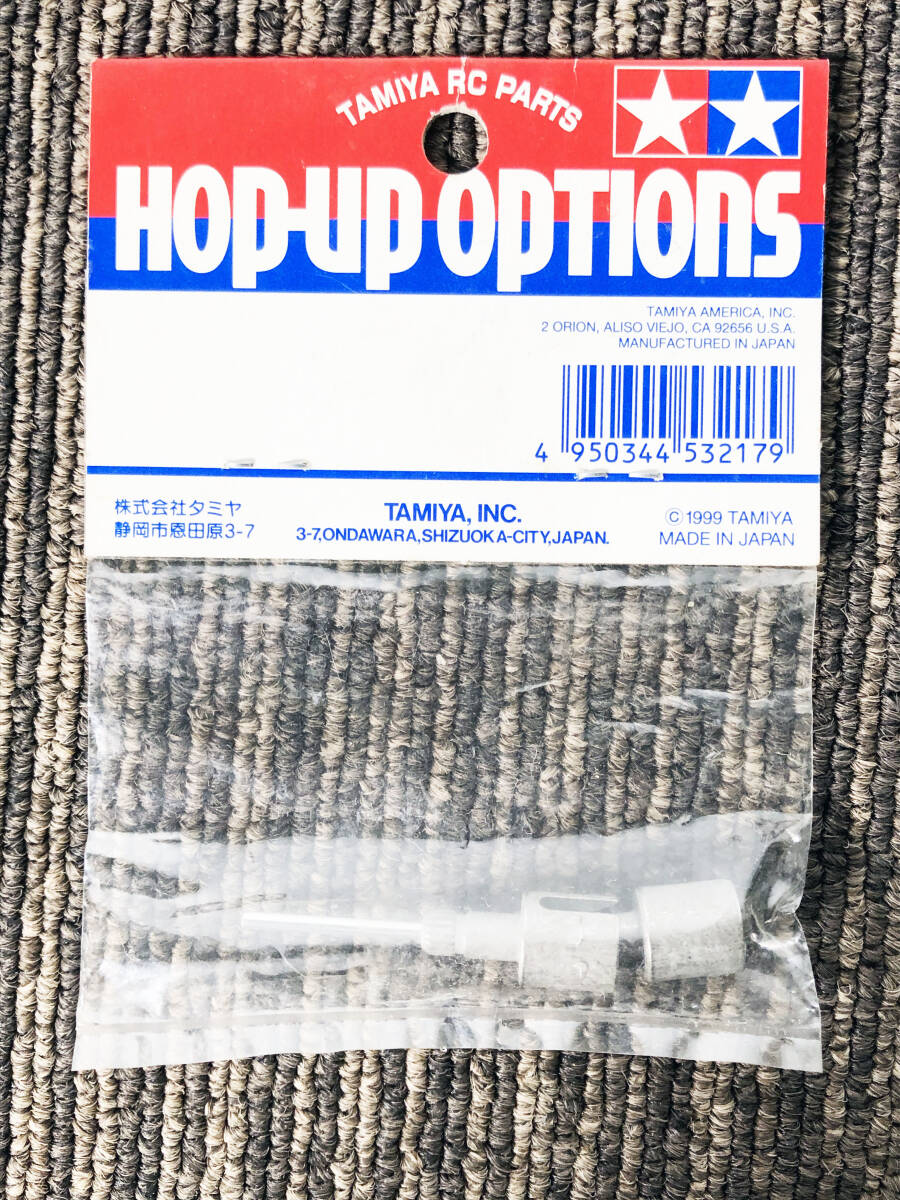 TAMIYA RC PARTS
HOP-UP OPTIONS
TAMIYA AMERICA, INC.
2 ORION, ALISO VIEJO, CA 92656 U.S.A.
MANUFACTURED IN JAPAN
4 950344 532179
株式会社タミヤ
静岡市恩田原3-7
TAMIYA, INC.
3-7,ONDAWARA,SHIZUOKA-CITY,JAPAN.
© 1999 TAMIYA
MADE IN JAPAN